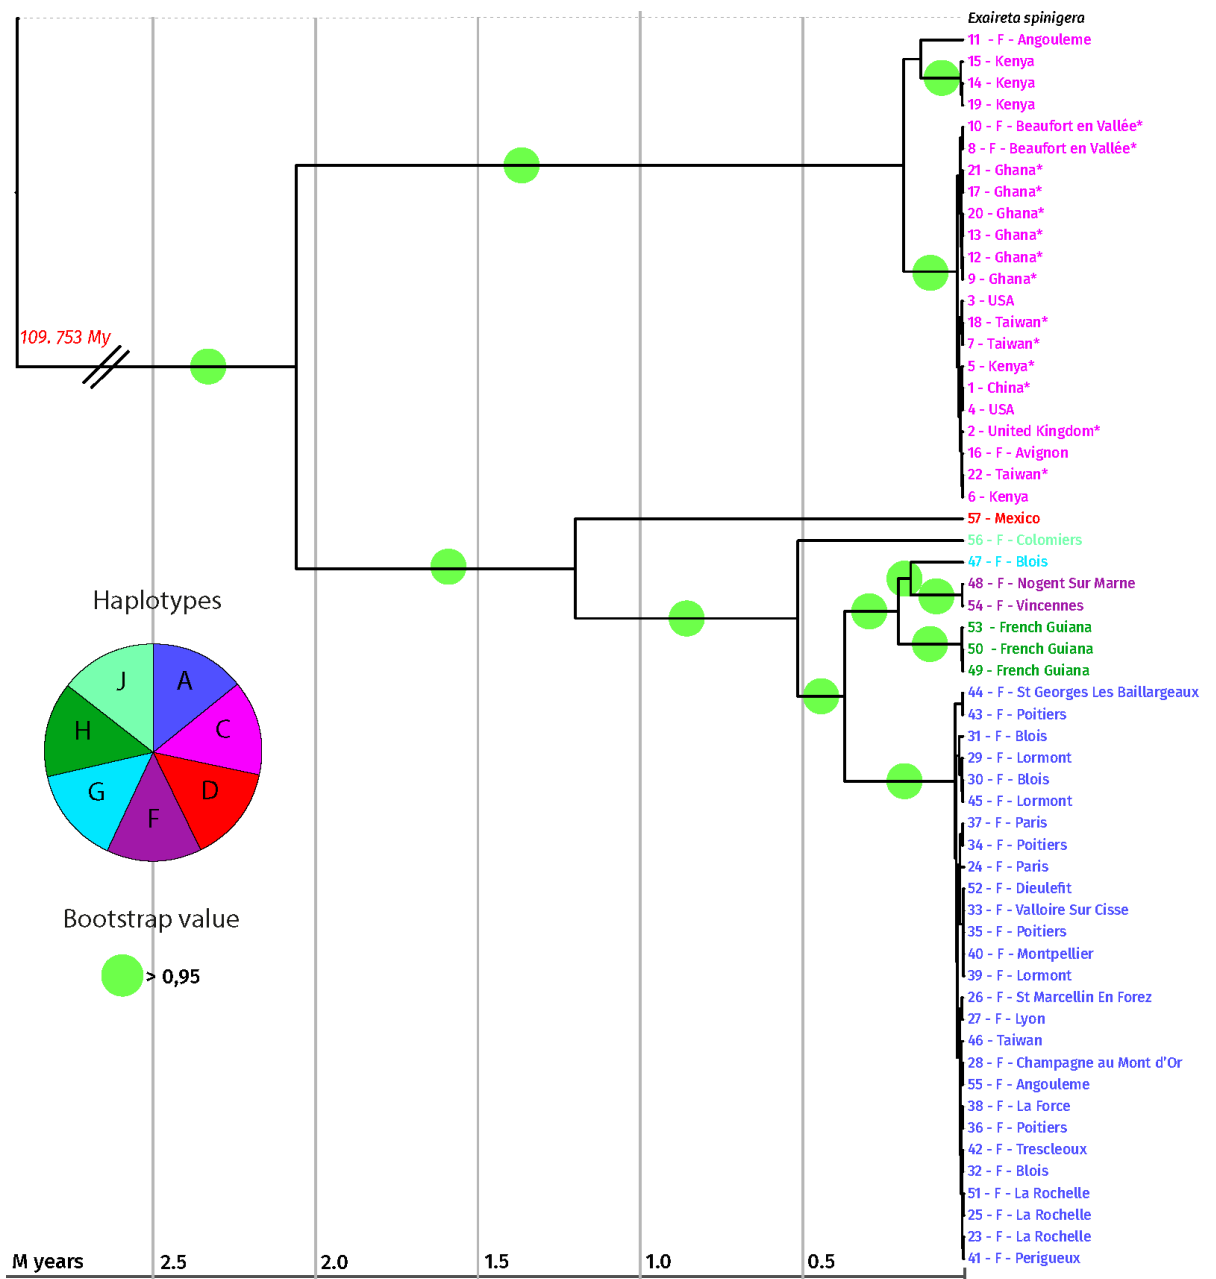 Exaireta spinigera
11 - F - Angouleme
15 - Kenya
14 - Kenya
19 - Kenya
10 - F - Beaufort en Vallée*
8 - F - Beaufort en Vallée*
21 - Ghana*
17 - Ghana*
20 - Ghana*
13 - Ghana*
12 - Ghana*
9 - Ghana*
3 - USA
18 - Taiwan*
7 - Taiwan*
5 - Kenya*
1 - China*
4 - USA
2 - United Kingdom*
16 - F - Avignon
22 - Taiwan*
6 - Kenya
57 - Mexico
56 - F - Colomiers
47 - F - Blois
48 - F - Nogent Sur Marne
54 - F - Vincennes
53 - French Guiana
50 - French Guiana
49 - French Guiana
44 - F - St Georges Les Baillargeaux
43 - F - Poitiers
31 - F - Blois
29 - F - Lormont
30 - F - Blois
45 - F - Lormont
37 - F - Paris
34 - F - Poitiers
24 - F - Paris
52 - F - Dieulefit
33 - F - Valloire Sur Cisse
35 - F - Poitiers
40 - F - Montpellier
39 - F - Lormont
26 - F - St Marcellin En Forez
27 - F - Lyon
46 - Taiwan
28 - F - Champagne au Mont d'Or
55 - F - Angouleme
38 - F - La Force
36 - F - Poitiers
42 - F - Trescleoux
32 - F - Blois
51 - F - La Rochelle
25 - F - La Rochelle
23 - F - La Rochelle
41 - F - Perigueux
109. 753 My
Haplotypes
J
A
H
C
G
D
F
Bootstrap value
> 0,95
M years
2.5
2.0
1.5
1.0
0.5